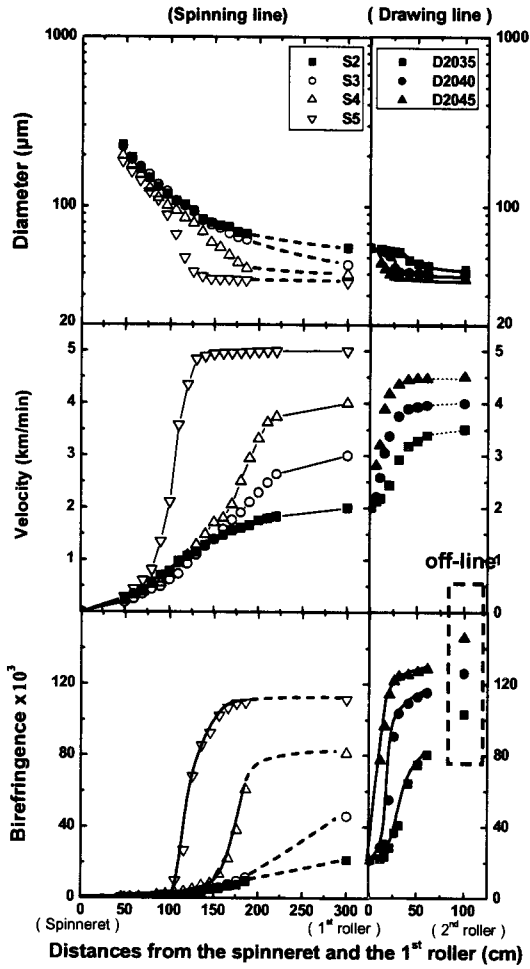 (Spinning line) ( Drawing line)
1000 1000
S2 D2035
S3 D2040
S4 D2045
S5
Diameter (μm)
100 100
20 20
5 5
4 4
3 3
2 2
1 1
Velocity (km/min)
off-line
120 120
80 80
40 40
20
0 0
Birefringence x10³
0 50 100 150 200 250 300 0 50 100
( Spinneret) ( 1st roller) ( 2nd roller)
Distances from the spinneret and the 1st roller (cm)